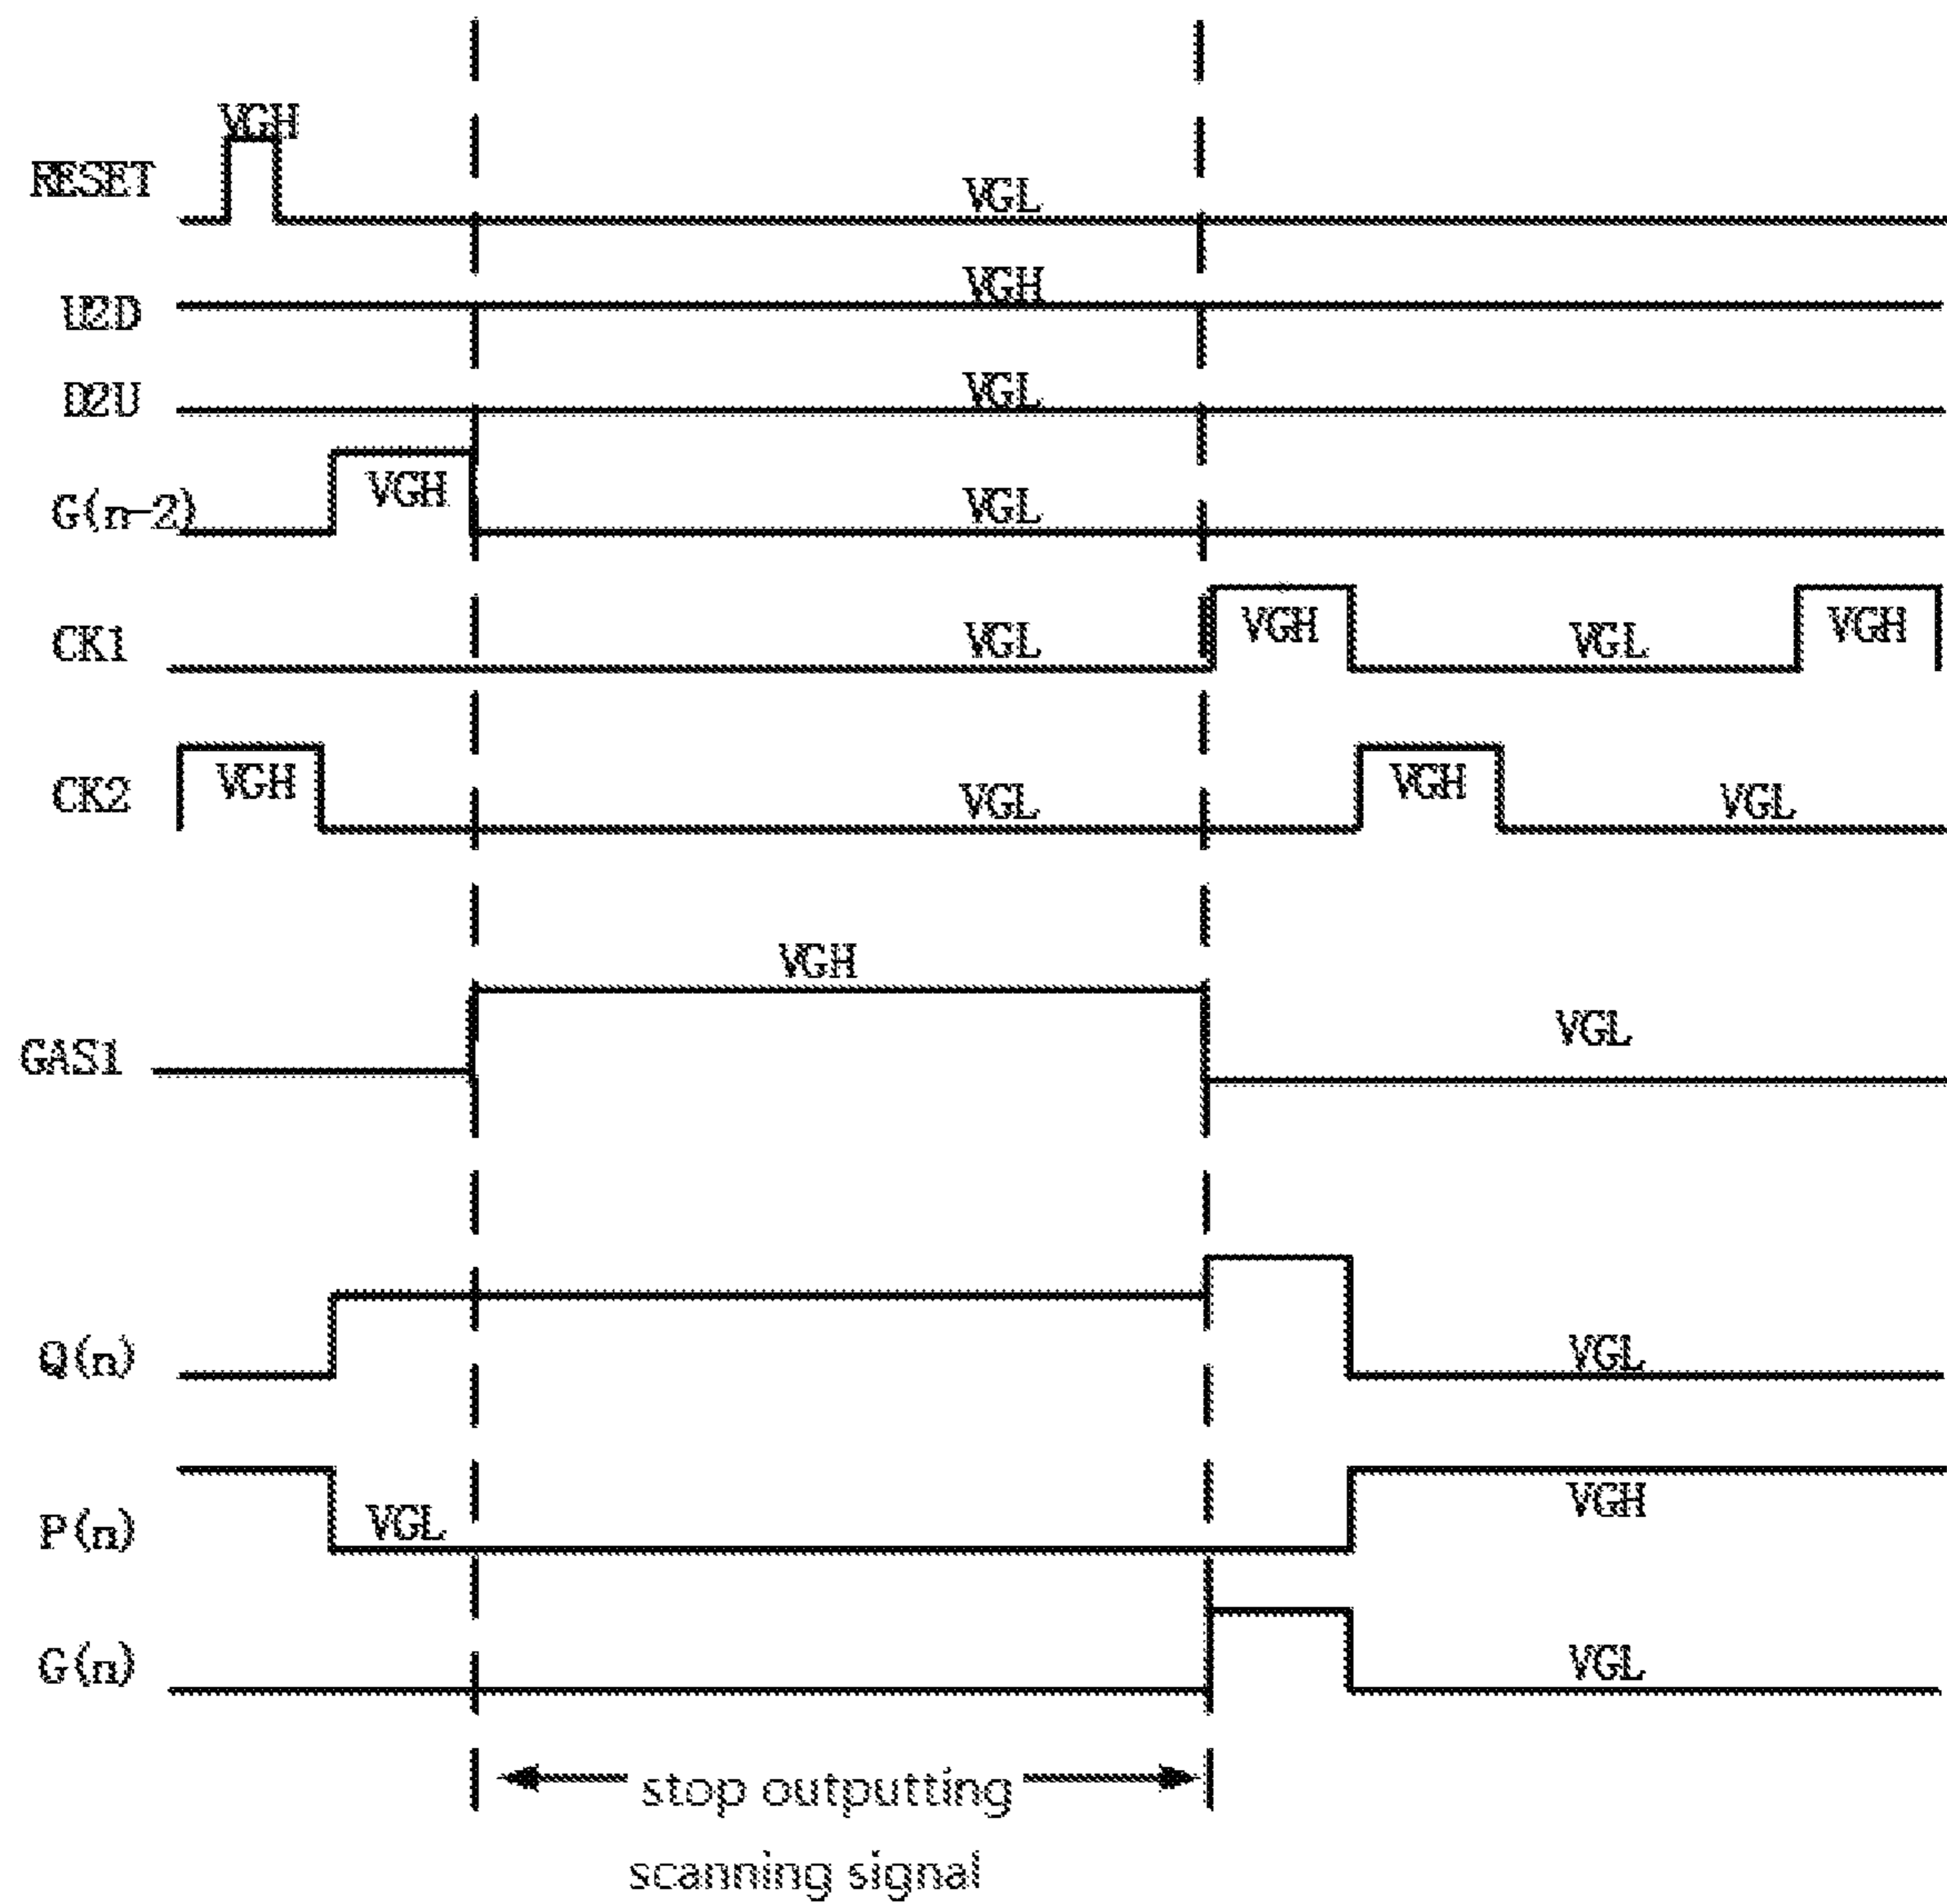 VGH
RESET
VGL
U2D
VGH
D2U
VGL
G(n-2)
VGH
VGL
CK1
VGL
VGH
VGL
VGH
CK2
VGH
VGL
VGH
VGL
GAS1
VGH
VGL
Q(n)
VGL
P(n)
VGL
VGH
G(n)
VGL
stop outputting
scanning signal